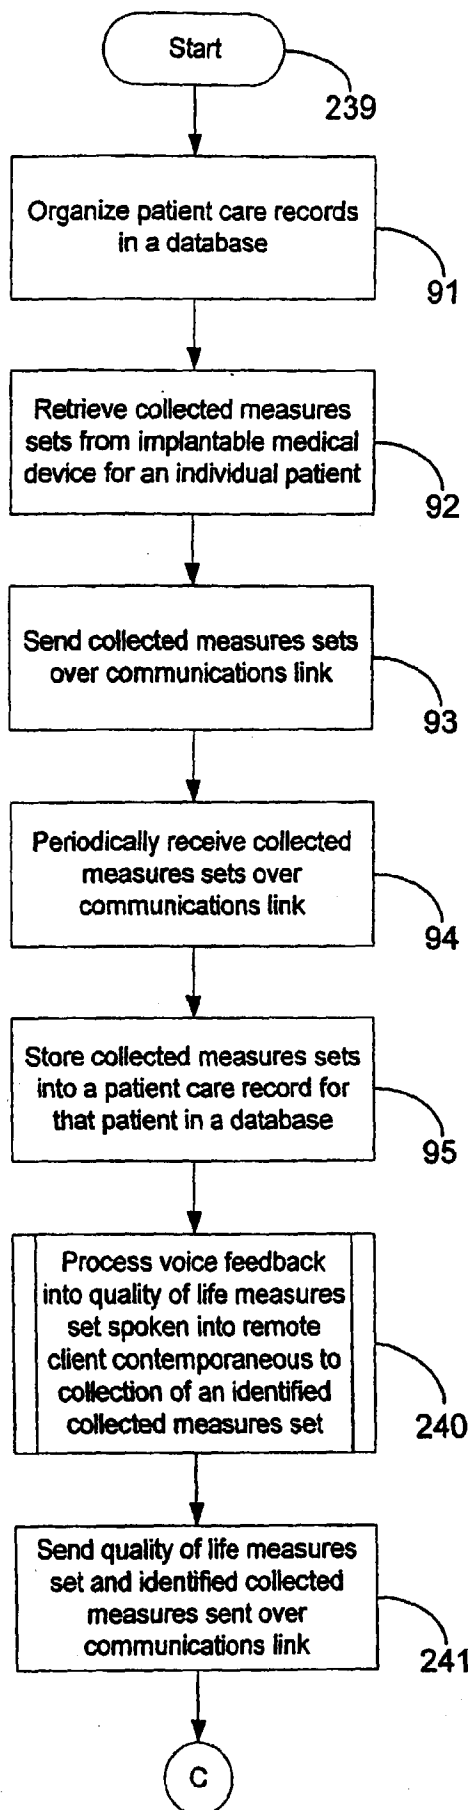 Start
239
Organize patient care records
in a database
91
Retrieve collected measures
sets from implantable medical
device for an individual patient
92
Send collected measures sets
over communications link
93
Periodically receive collected
measures sets over
communications link
94
Store collected measures sets
into a patient care record for
that patient in a database
95
Process voice feedback
into quality of life measures
set spoken into remote
client contemporaneous to
collection of an identified
collected measures set
240
Send quality of life measures
set and identified collected
measures sent over
communications link
241
C